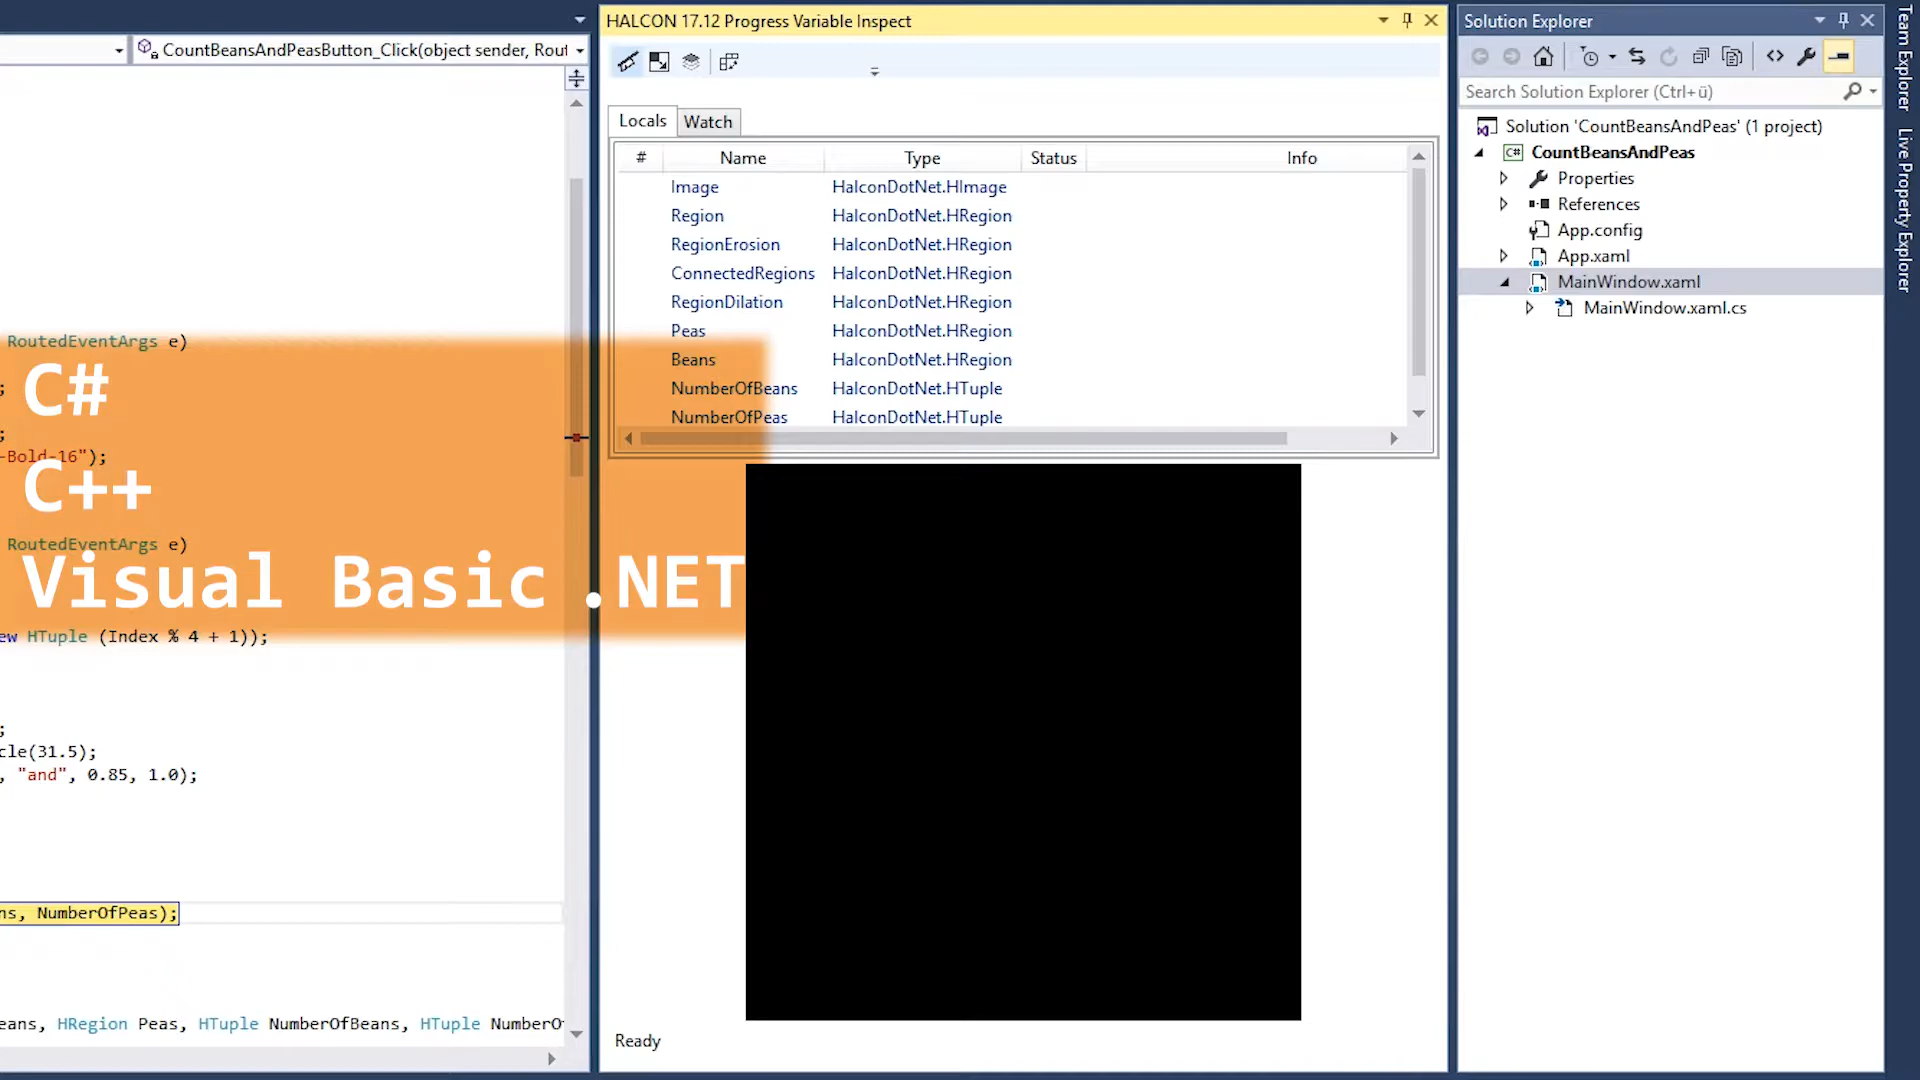 CountBeansAndPeasButton_Click(object sender, Rout
RoutedEventArgs e)
;
C#
;
-Bold-16");
C++
RoutedEventArgs e)
Visual Basic .NET
ew HTuple (Index % 4 + 1));
;
cle(31.5);
, "and", 0.85, 1.0);
ns, NumberOfPeas);
eans, HRegion Peas, HTuple NumberOfBeans, HTuple NumberO
HALCON 17.12 Progress Variable Inspect
Locals Watch
# Name Type Status Info
Image HalconDotNet.HImage
Region HalconDotNet.HRegion
RegionErosion HalconDotNet.HRegion
ConnectedRegions HalconDotNet.HRegion
RegionDilation HalconDotNet.HRegion
Peas HalconDotNet.HRegion
Beans HalconDotNet.HRegion
NumberOfBeans HalconDotNet.HTuple
NumberOfPeas HalconDotNet.HTuple
Ready
Solution Explorer
Search Solution Explorer (Ctrl+ü)
Solution 'CountBeansAndPeas' (1 project)
C# CountBeansAndPeas
Properties
References
App.config
App.xaml
MainWindow.xaml
MainWindow.xaml.cs
Team Explorer
Live Property Explorer